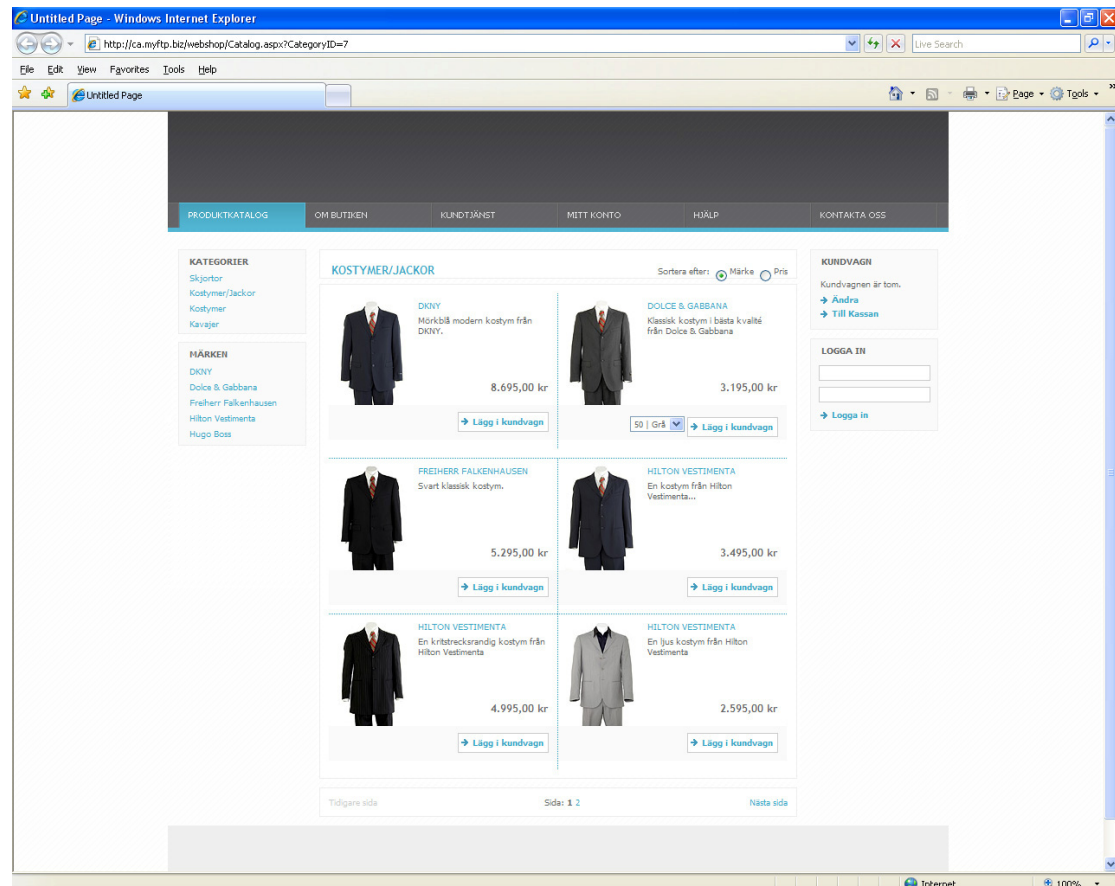 Untitled Page - Windows Internet Explorer
http://ca.myftp.biz/webshop/Catalog.aspx?CategoryID=7
Live Search
File Edit View Favorites Tools Help
Untitled Page
Page Tools
PRODUKTKATALOG OM BUTIKEN KUNDTJÄNST MITT KONTO HJÄLP KONTAKTA OSS
KATEGORIER
Skjortor
Kostymer/Jackor
Kostymer
Kavajer
MÄRKEN
DKNY
Dolce & Gabbana
Freiherr Falkenhausen
Hilton Vestimenta
Hugo Boss
KOSTYMER/JACKOR
Sortera efter: Märke Pris
DKNY
Mörkblå modern kostym från
DKNY.
8.695,00 kr
Lägg i kundvagn
DOLCE & GABBANA
Klassisk kostym i bästa kvalité
från Dolce & Gabbana
3.195,00 kr
50 | Grå
Lägg i kundvagn
FREIHERR FALKENHAUSEN
Svart klassisk kostym.
5.295,00 kr
Lägg i kundvagn
HILTON VESTIMENTA
En kostym från Hilton
Vestimenta...
3.495,00 kr
Lägg i kundvagn
HILTON VESTIMENTA
En kritstrecksrandig kostym från
Hilton Vestimenta
4.995,00 kr
Lägg i kundvagn
HILTON VESTIMENTA
En ljus kostym från Hilton
Vestimenta
2.595,00 kr
Lägg i kundvagn
Tidigare sida
Sida: 1 2
Nästa sida
KUNDVAGN
Kundvagnen är tom.
Ändra
Till Kassan
LOGGA IN
Logga in
Internet
100%